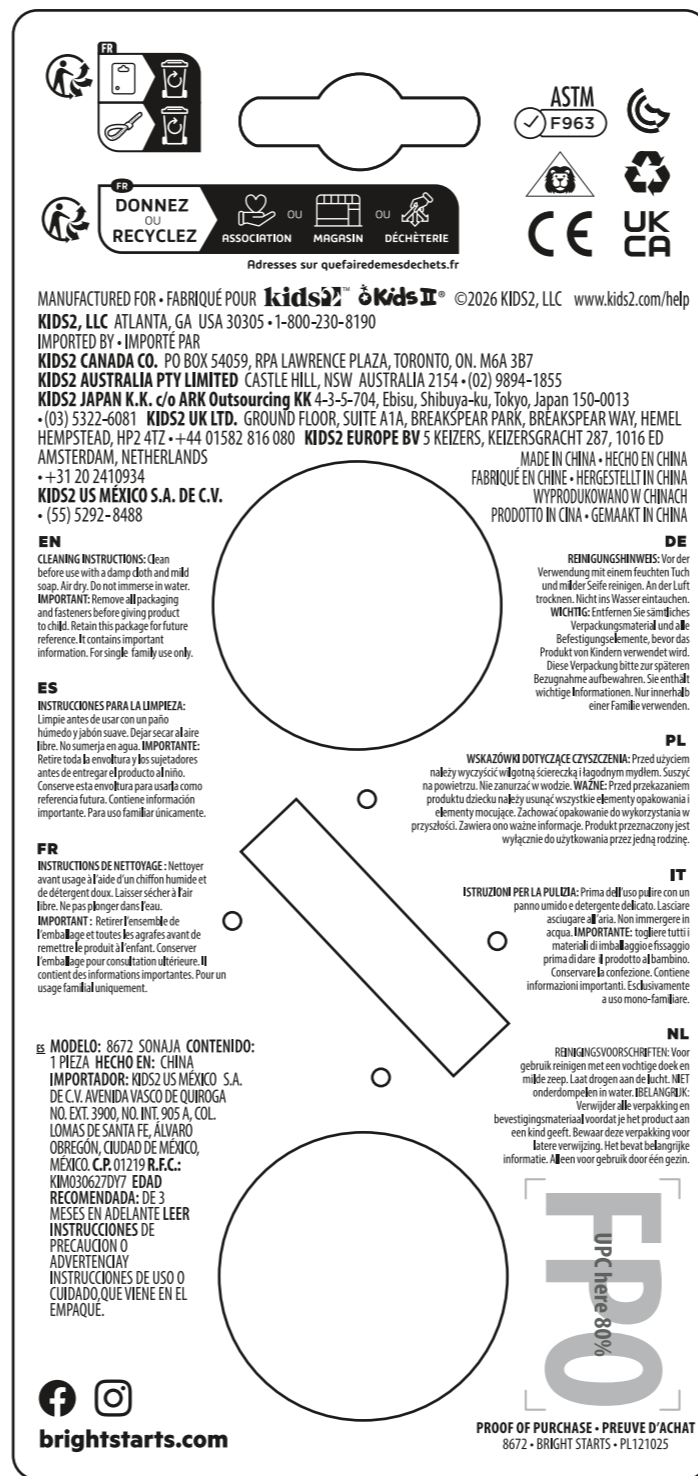 FR
FR
DONNEZ
OU
RECYCLEZ
ASSOCIATION
OU
MAGASIN
OU
DÉCHÈTERIE
Adresses sur quefairedemesdechets.fr
ASTM
F963
CE
UK
CA
MANUFACTURED FOR • FABRIQUÉ POUR kids2™ Kids II® ©2026 KIDS2, LLC www.kids2.com/help
KIDS2, LLC ATLANTA, GA USA 30305 • 1-800-230-8190
IMPORTED BY • IMPORTÉ PAR
KIDS2 CANADA CO. PO BOX 54059, RPA LAWRENCE PLAZA, TORONTO, ON. M6A 3B7
KIDS2 AUSTRALIA PTY LIMITED CASTLE HILL, NSW AUSTRALIA 2154 • (02) 9894-1855
KIDS2 JAPAN K.K. c/o ARK Outsourcing KK 4-3-5-704, Ebisu, Shibuya-ku, Tokyo, Japan 150-0013
• (03) 5322-6081 KIDS2 UK LTD. GROUND FLOOR, SUITE A1A, BREAKSPEAR PARK, BREAKSPEAR WAY, HEMEL
HEMPSTEAD, HP2 4TZ • +44 01582 816 080 KIDS2 EUROPE BV 5 KEIZERS, KEIZERSGRACHT 287, 1016 ED
AMSTERDAM, NETHERLANDS
• +31 20 2410934
KIDS2 US MÉXICO S.A. DE C.V.
• (55) 5292-8488
MADE IN CHINA • HECHO EN CHINA
FABRIQUÉ EN CHINE • HERGESTELLT IN CHINA
WYPRODUKOWANO W CHINACH
PRODOTTO IN CINA • GEMAAKT IN CHINA
EN
CLEANING INSTRUCTIONS: Clean
before use with a damp cloth and mild
soap. Air dry. Do not immerse in water.
IMPORTANT: Remove all packaging
and fasteners before giving product
to child. Retain this package for future
reference. It contains important
information. For single family use only.
ES
INSTRUCCIONES PARA LA LIMPIEZA:
Limpie antes de usar con un paño
húmedo y jabón suave. Dejar secar al aire
libre. No sumerja en agua. IMPORTANTE:
Retire toda la envoltura y los sujetadores
antes de entregar el producto al niño.
Conserve esta envoltura para usarla como
referencia futura. Contiene información
importante. Para uso familiar únicamente.
FR
INSTRUCTIONS DE NETTOYAGE : Nettoyer
avant usage à l'aide d'un chiffon humide et
de détergent doux. Laisser sécher à l'air
libre. Ne pas plonger dans l'eau.
IMPORTANT : Retirer l'ensemble de
l'emballage et toutes les agrafes avant de
remettre le produit à l'enfant. Conserver
l'emballage pour consultation ultérieure. Il
contient des informations importantes. Pour un
usage familial uniquement.
ES MODELO: 8672 SONAJA CONTENIDO:
1 PIEZA HECHO EN: CHINA
IMPORTADOR: KIDS2 US MÉXICO S.A.
DE C.V. AVENIDA VASCO DE QUIROGA
NO. EXT. 3900, NO. INT. 905 A, COL.
LOMAS DE SANTA FE, ÁLVARO
OBREGÓN, CIUDAD DE MÉXICO,
MÉXICO. C.P. 01219 R.F.C.:
KIM030627DY7 EDAD
RECOMENDADA: DE 3
MESES EN ADELANTE LEER
INSTRUCCIONES DE
PRECAUCION O
ADVERTENCIAY
INSTRUCCIONES DE USO O
CUIDADO,QUE VIENE EN EL
EMPAQUE.
brightstarts.com
DE
REINIGUNGSHINWEIS: Vor der
Verwendung mit einem feuchten Tuch
und milder Seife reinigen. An der Luft
trocknen. Nicht ins Wasser eintauchen.
WICHTIG: Entfernen Sie sämtliches
Verpackungsmaterial und alle
Befestigungselemente, bevor das
Produkt von Kindern verwendet wird.
Diese Verpackung bitte zur späteren
Bezugnahme aufbewahren. Sie enthält
wichtige Informationen. Nur innerhalb
einer Familie verwenden.
PL
WSKAZÓWKI DOTYCZĄCE CZYSZCZENIA: Przed użyciem
należy wyczyścić wilgotną ściereczką i łagodnym mydłem. Suszyć
na powietrzu. Nie zanurzać w wodzie. WAŻNE: Przed przekazaniem
produktu dziecku należy usunąć wszystkie elementy opakowania i
elementy mocujące. Zachować opakowanie do wykorzystania w
przyszłości. Zawiera ono ważne informacje. Produkt przeznaczony jest
wyłącznie do użytkowania przez jedną rodzinę.
IT
ISTRUZIONI PER LA PULIZIA: Prima dell'uso pulire con un
panno umido e detergente delicato. Lasciare
asciugare all'aria. Non immergere in
acqua. IMPORTANTE: togliere tutti i
materiali di imballaggio e fissaggio
prima di dare il prodotto al bambino.
Conservare la confezione. Contiene
informazioni importanti. Esclusivamente
a uso mono-familiare.
NL
REINIGINGSVOORSCHRIFTEN: Voor
gebruik reinigen met een vochtige doek en
milde zeep. Laat drogen aan de lucht. NIET
onderdompelen in water. IBELANGRIJK:
Verwijder alle verpakking en
bevestigingsmateriaal voordat je het product aan
een kind geeft. Bewaar deze verpakking voor
latere verwijzing. Het bevat belangrijke
informatie. Alleen voor gebruik door één gezin.
FPO
UPC here 80%
PROOF OF PURCHASE • PREUVE D'ACHAT
8672 • BRIGHT STARTS • PL121025